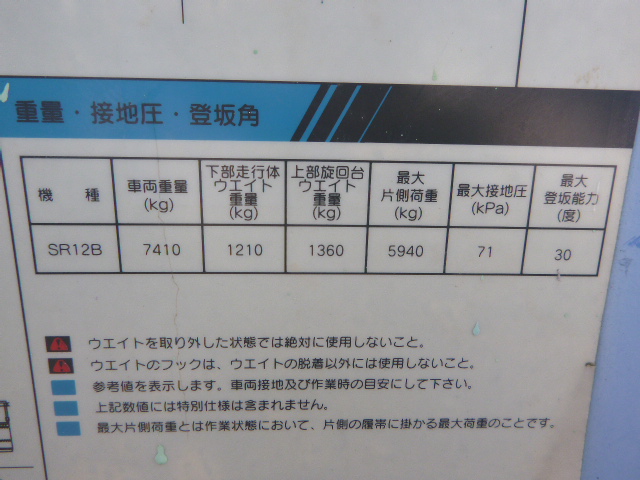 重量・接地圧・登坂角
機 種 車両重量 (kg) 下部走行体 ウエイト 重量 (kg) 上部旋回台 ウエイト 重量 (kg) 最大 片側荷重 (kg) 最大接地圧 (kPa) 最大 登坂能力 (度)
SR12B 7410 1210 1360 5940 71 30
ウエイトを取り外した状態では絶対に使用しないこと。
ウエイトのフックは、ウエイトの脱着以外には使用しないこと。
参考値を表示します。車両接地及び作業時の目安にして下さい。
上記数値には特別仕様は含まれません。
最大片側荷重とは作業状態において、片側の履帯に掛かる最大荷重のことです。